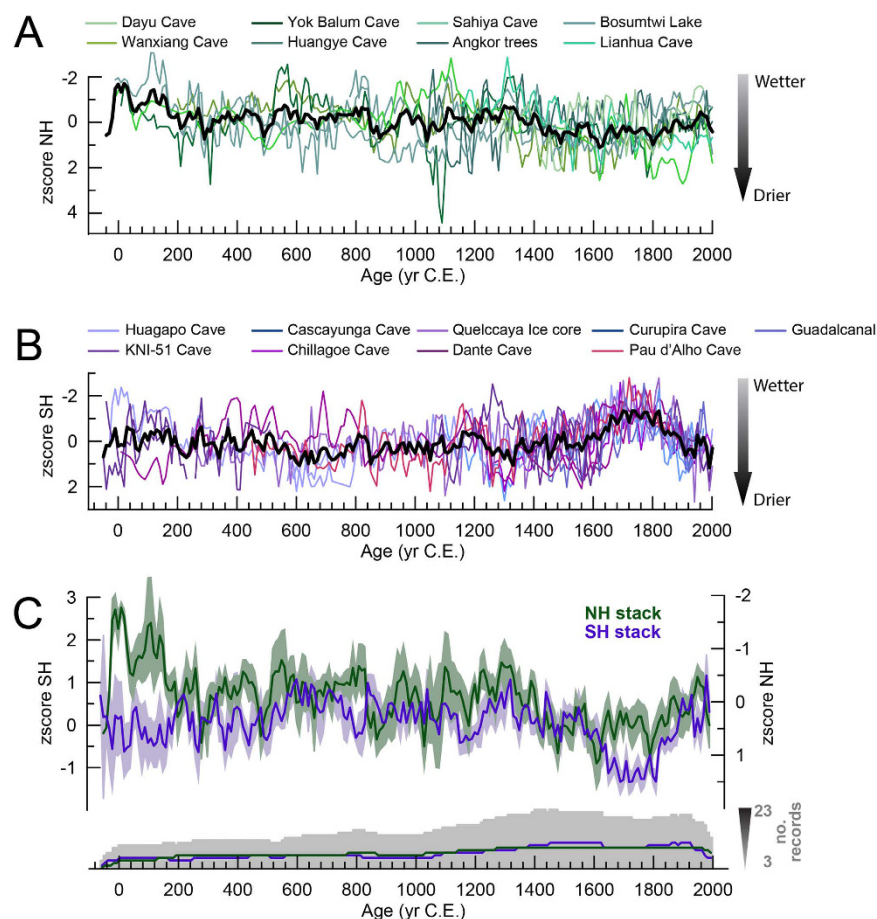 A
Dayu Cave Yok Balum Cave Sahiya Cave Bosumtwi Lake
Wanxiang Cave Huangye Cave Angkor trees Lianhua Cave
zscore NH
-2
0
2
4
Wetter
Drier
0 200 400 600 800 1000 1200 1400 1600 1800 2000
Age (yr C.E.)
B
Huagapo Cave Cascayunga Cave Quelccaya Ice core Curupira Cave Guadalcanal
KNI-51 Cave Chillagoe Cave Dante Cave Pau d'Alho Cave
zscore SH
-2
0
2
Wetter
Drier
0 200 400 600 800 1000 1200 1400 1600 1800 2000
Age (yr C.E.)
C
NH stack
SH stack
zscore SH
3
2
1
0
-1
-2
-1
0
1
zscore NH
23
3
no.
records
0 200 400 600 800 1000 1200 1400 1600 1800 2000
Age (yr C.E.)